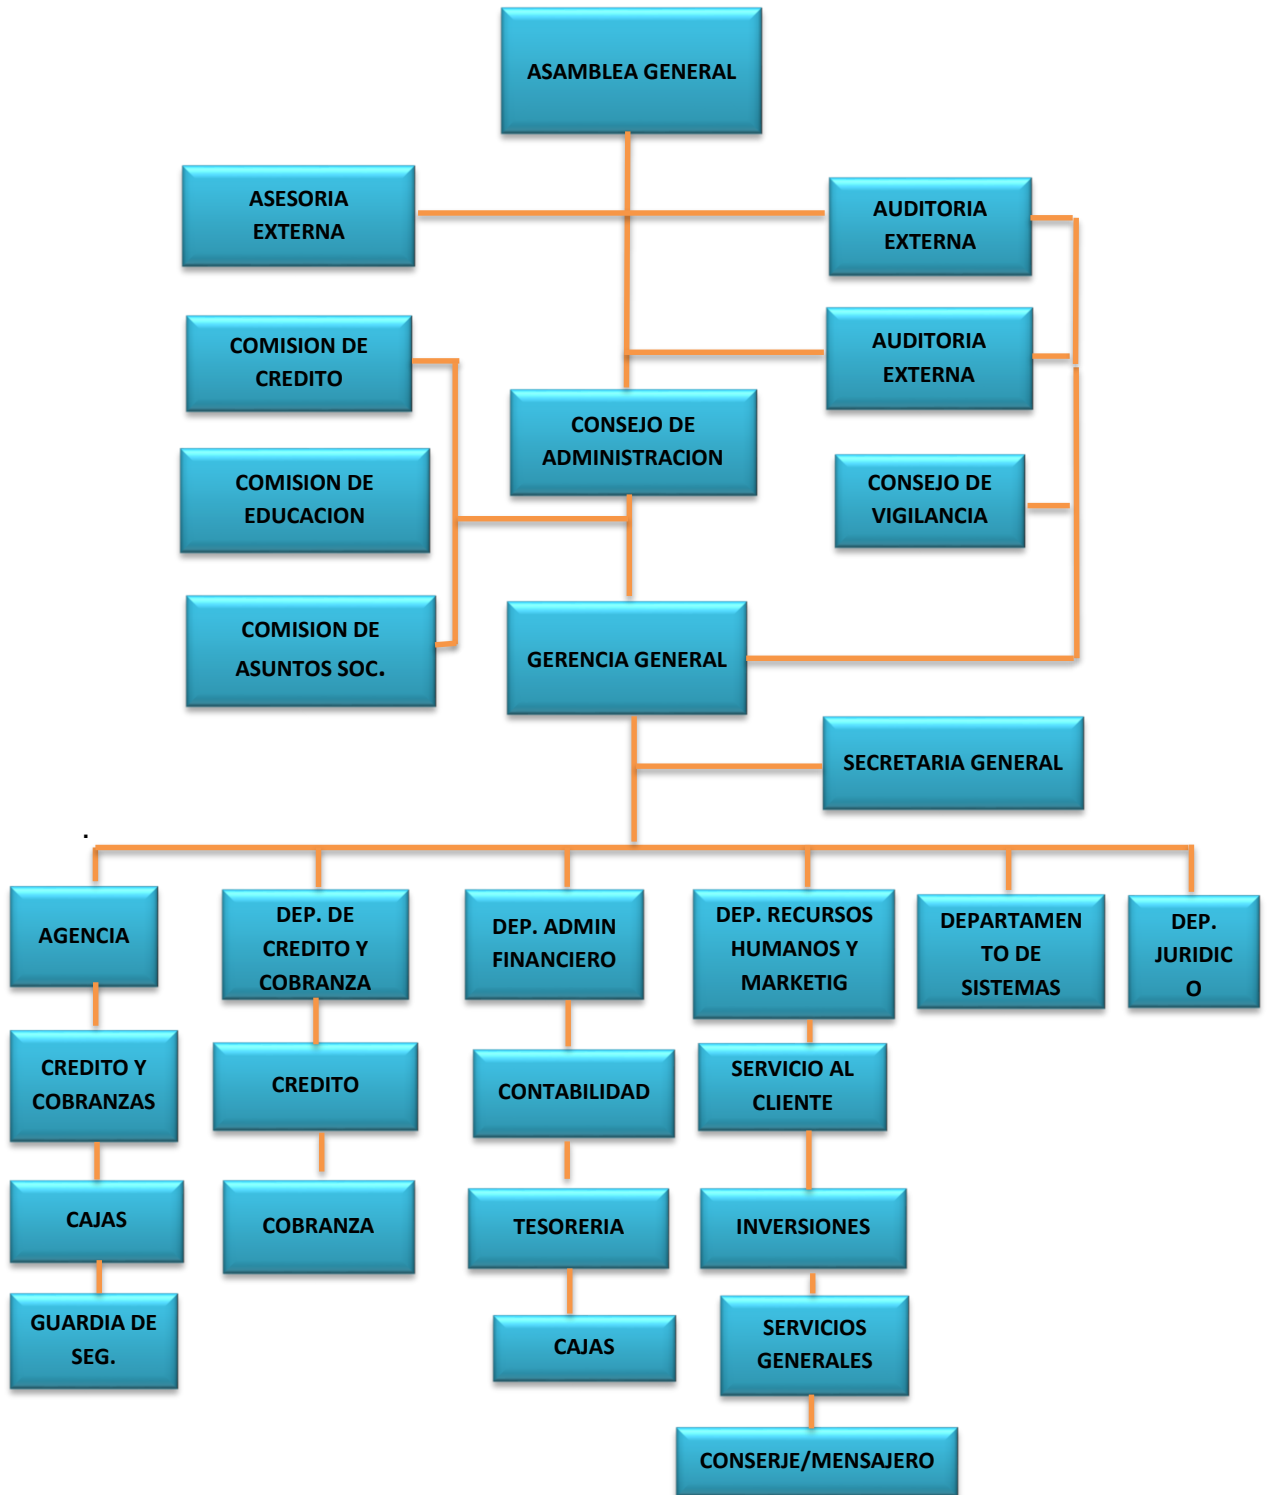 ASAMBLEA GENERAL
ASESORIA
EXTERNA
AUDITORIA
EXTERNA
COMISION DE
CREDITO
AUDITORIA
EXTERNA
CONSEJO DE
ADMINISTRACION
COMISION DE
EDUCACION
CONSEJO DE
VIGILANCIA
COMISION DE
ASUNTOS SOC.
GERENCIA GENERAL
SECRETARIA GENERAL
.
AGENCIA
DEP. DE
CREDITO Y
COBRANZA
DEP. ADMIN
FINANCIERO
DEP. RECURSOS
HUMANOS Y
MARKETIG
DEPARTAMEN
TO DE
SISTEMAS
DEP.
JURIDIC
O
CREDITO Y
COBRANZAS
CREDITO
CONTABILIDAD
SERVICIO AL
CLIENTE
CAJAS
COBRANZA
TESORERIA
INVERSIONES
GUARDIA DE
SEG.
CAJAS
SERVICIOS
GENERALES
CONSERJE/MENSAJERO